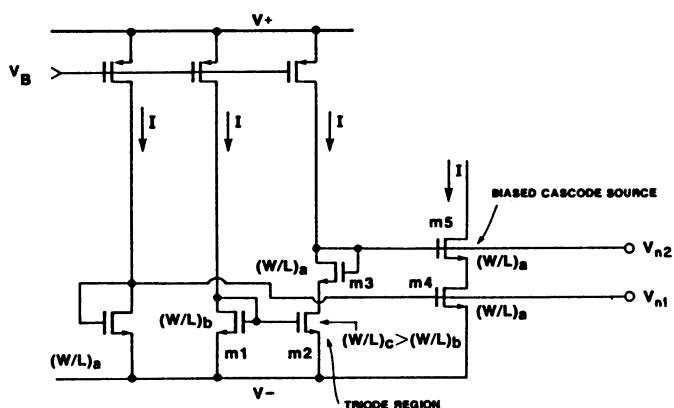 V+
V_B
I
I
I
I
BIASED CASCODE SOURCE
m5
V_n2
(W/L)_a
m3
(W/L)_a
m4
V_n1
(W/L)_b
(W/L)_a
(W/L)_a
m1
m2
(W/L)_c > (W/L)_b
V-
TRIODE REGION